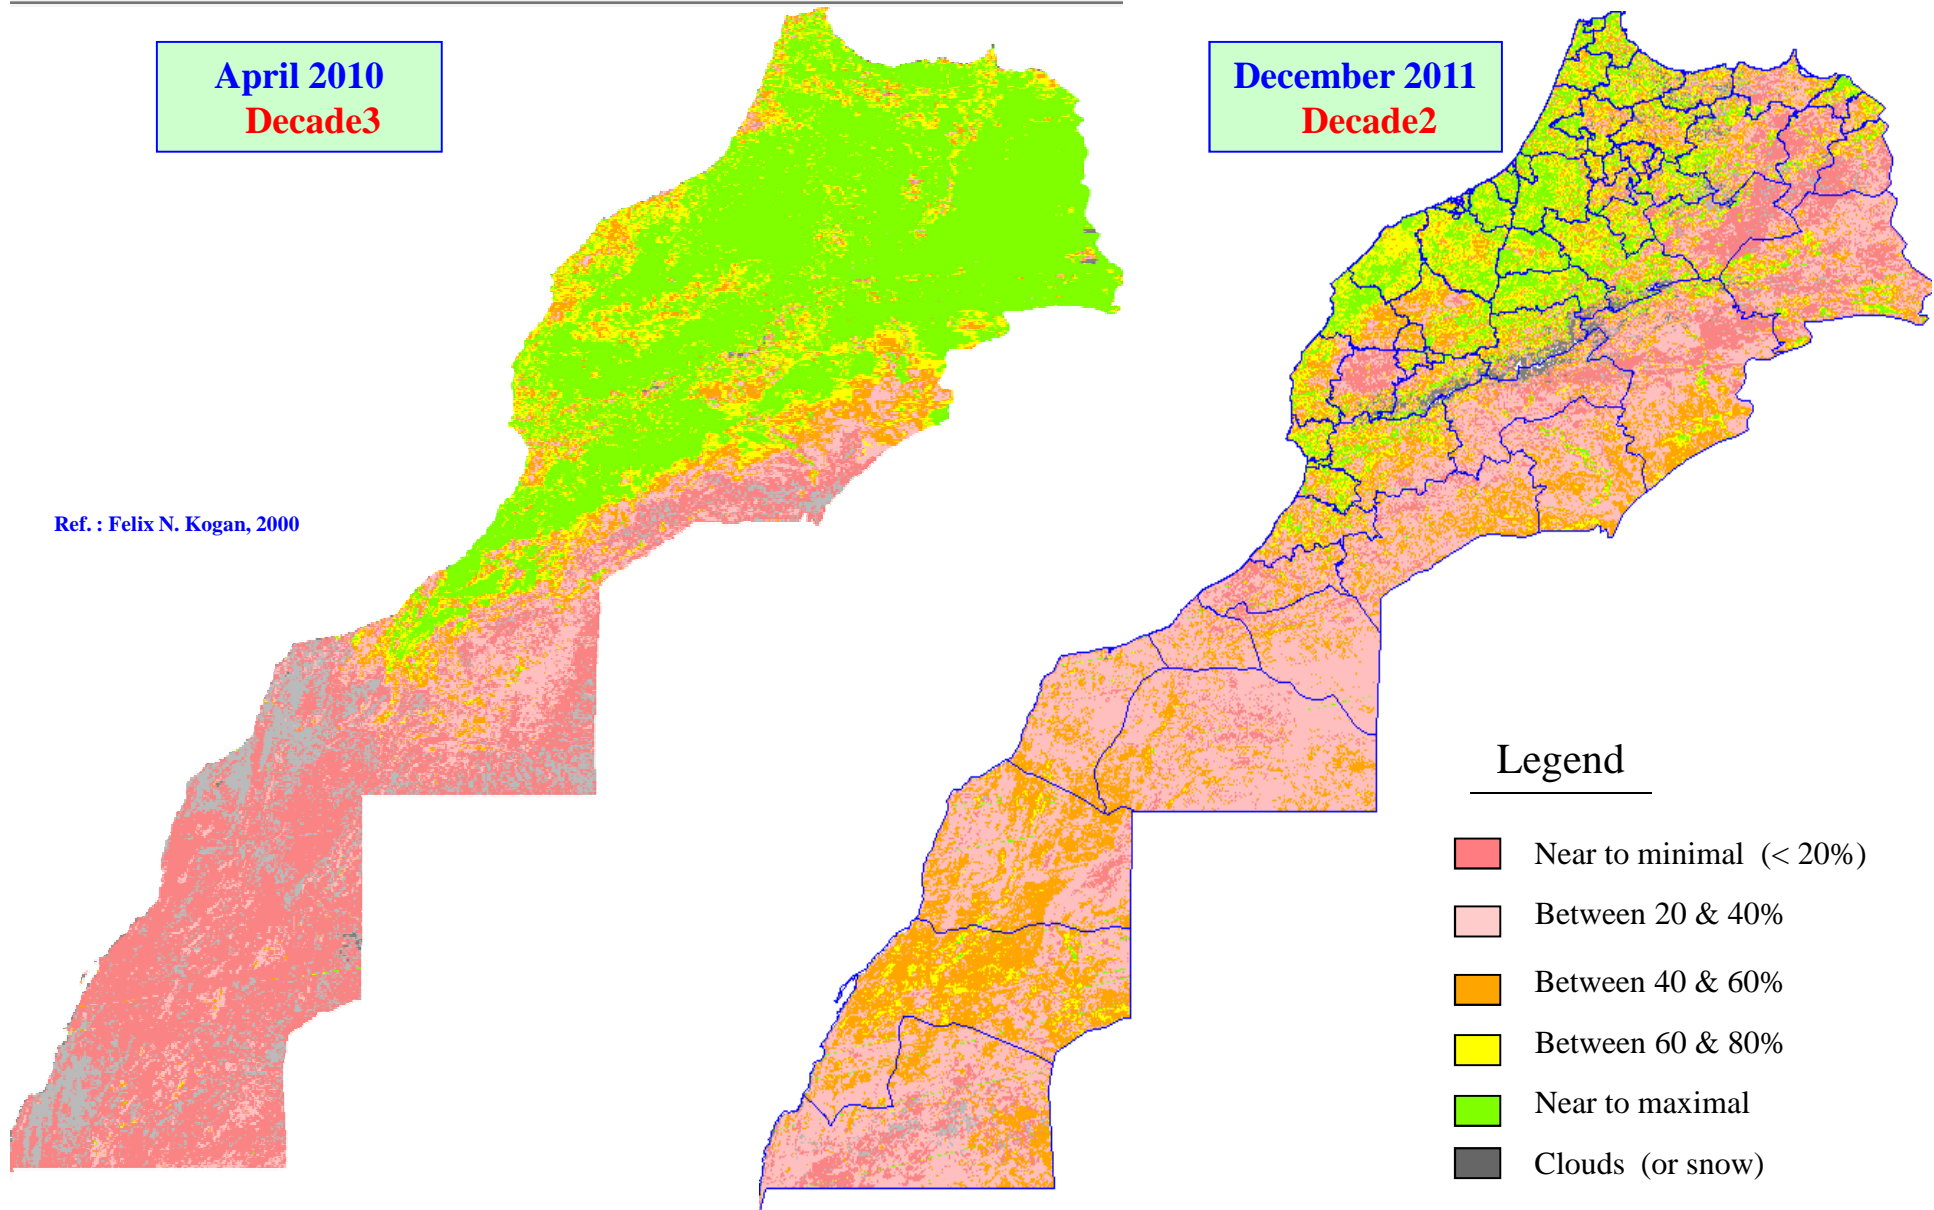 April 2010
Decade3
December 2011
Decade2
Ref. : Felix N. Kogan, 2000
Legend
Near to minimal (< 20%)
Between 20 & 40%
Between 40 & 60%
Between 60 & 80%
Near to maximal
Clouds (or snow)